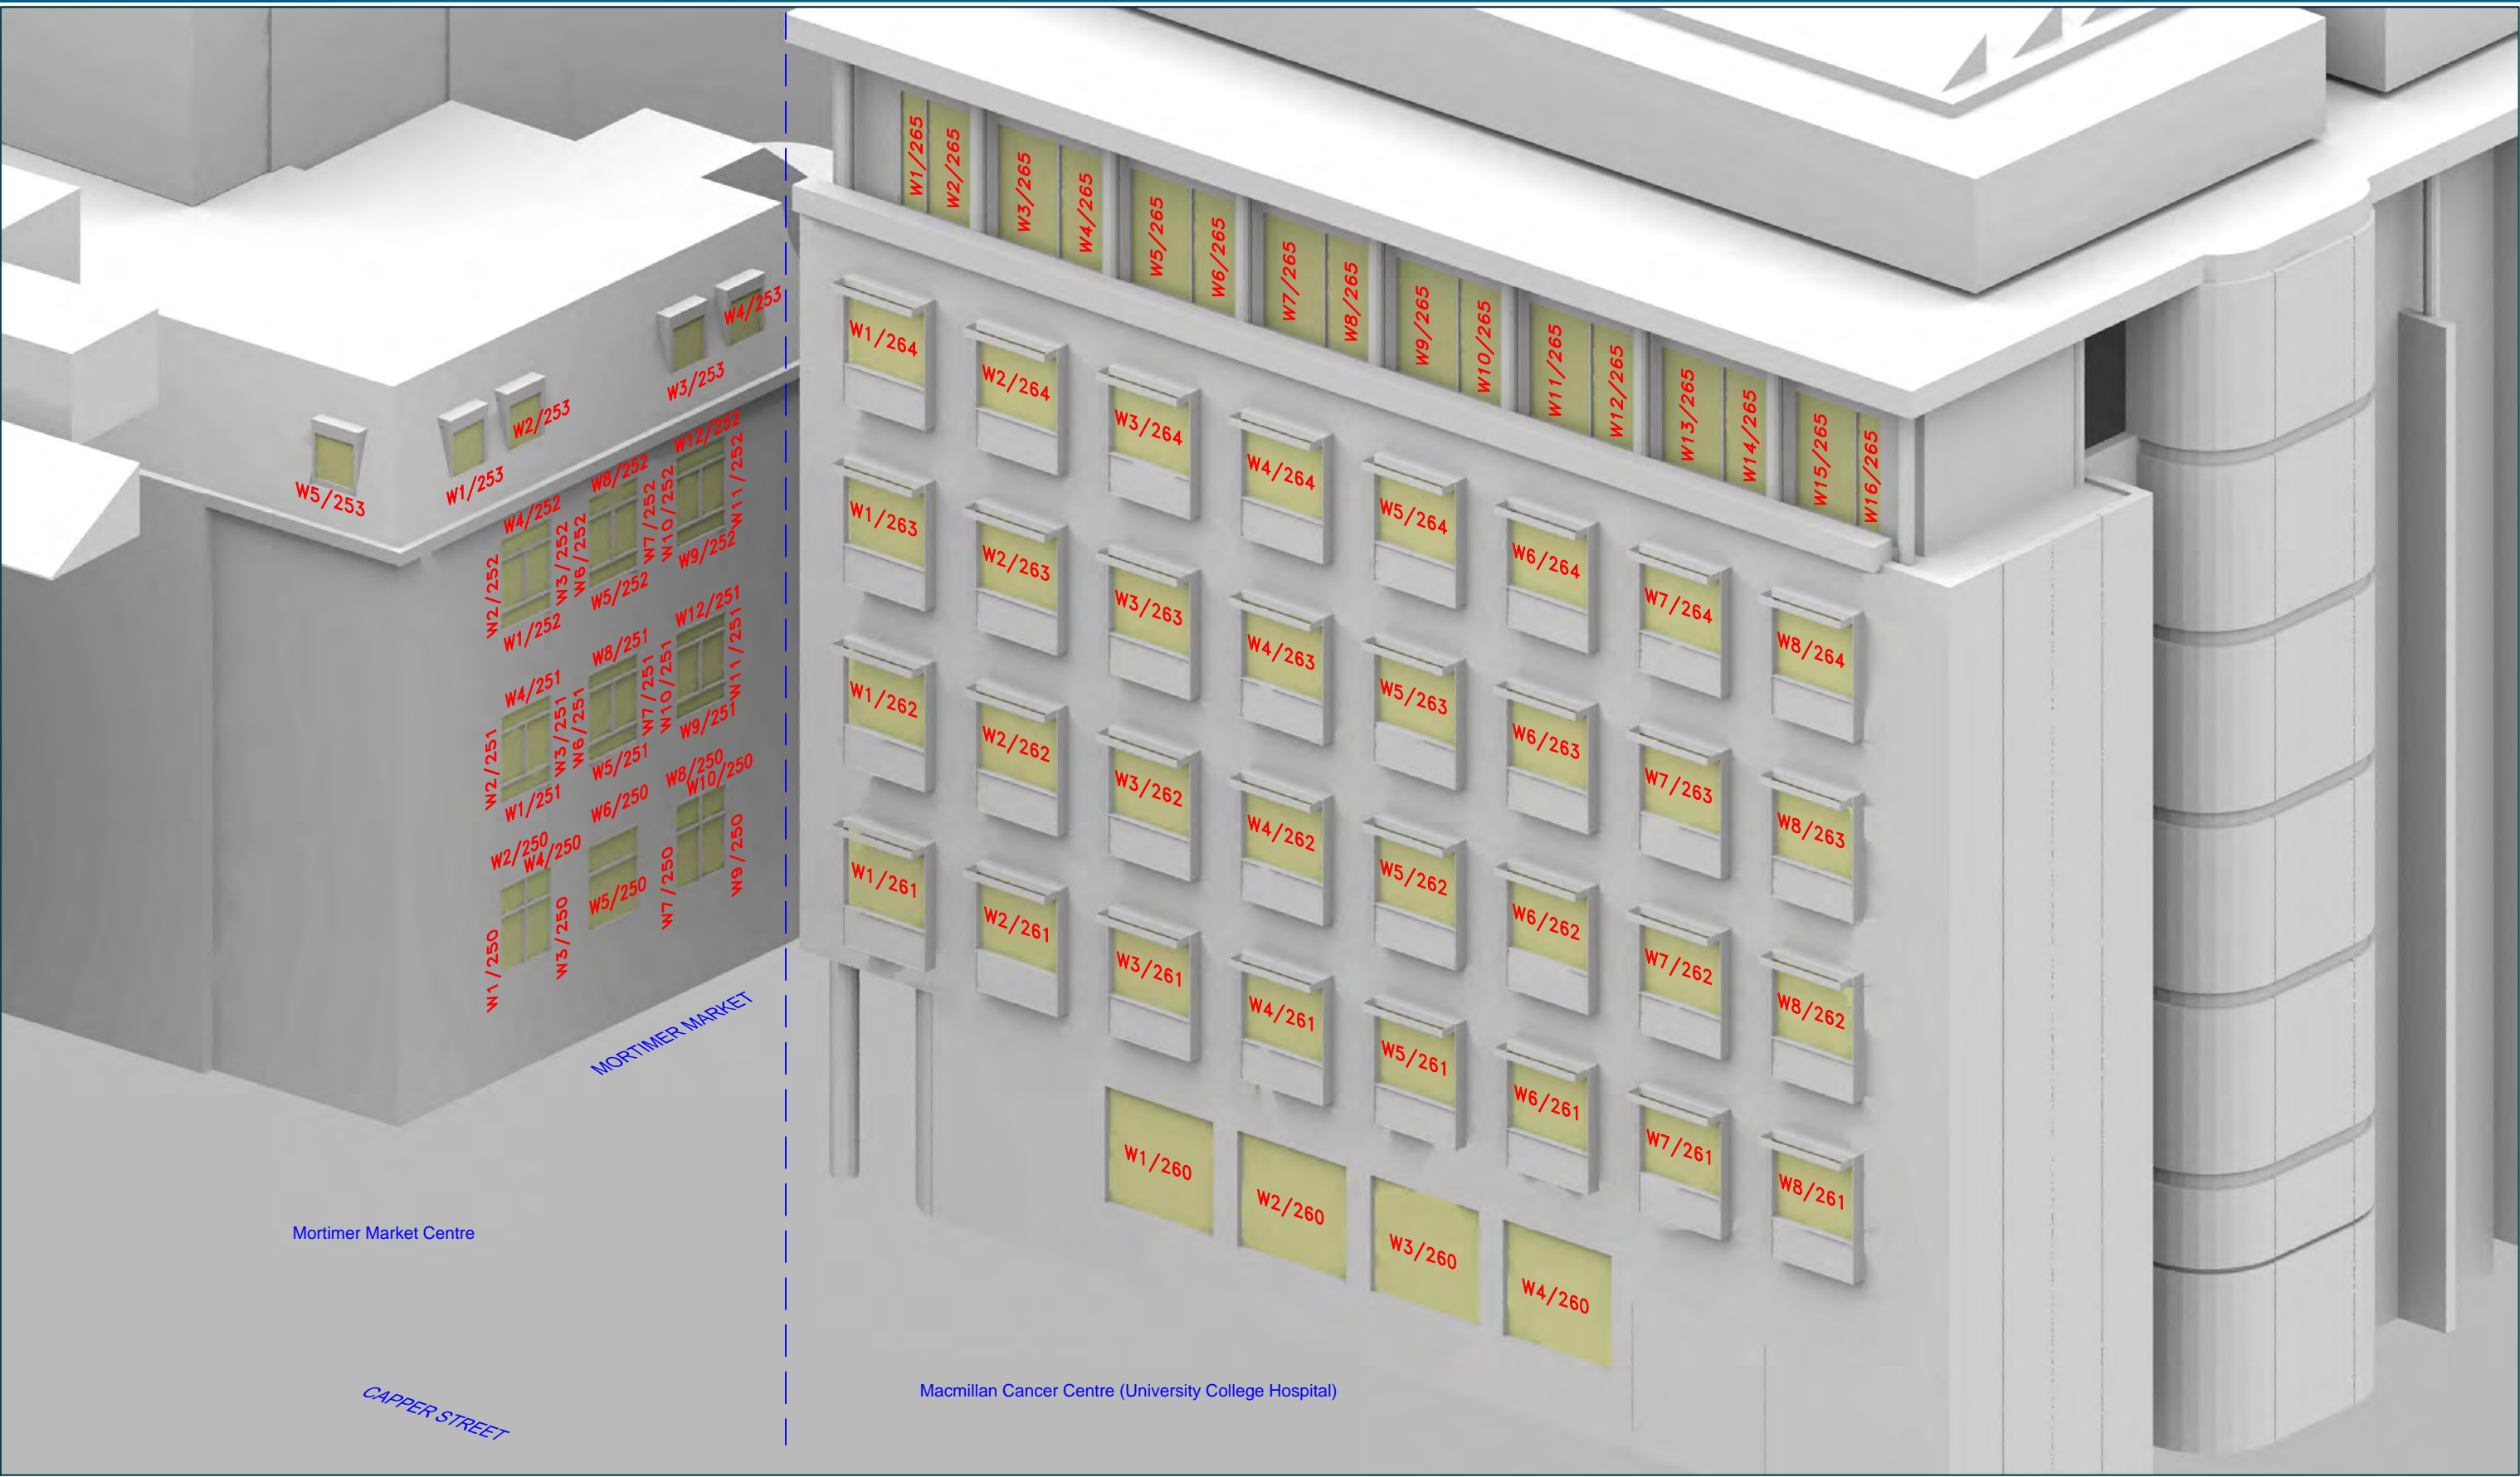 W4/253
W3/253
W2/253
W1/253
W5/253
W12/252
W11/252
W10/252
W9/252
W8/252
W7/252
W6/252
W5/252
W4/252
W3/252
W2/252
W1/252
W12/251
W11/251
W10/251
W9/251
W8/251
W7/251
W6/251
W5/251
W4/251
W3/251
W2/251
W1/251
W8/250
W10/250
W9/250
W7/250
W6/250
W5/250
W2/250
W4/250
W3/250
W1/250
MORTIMER MARKET
Mortimer Market Centre
CAPPER STREET
W1/265
W2/265
W3/265
W4/265
W5/265
W6/265
W7/265
W8/265
W9/265
W10/265
W11/265
W12/265
W13/265
W14/265
W15/265
W16/265
W1/264
W2/264
W3/264
W4/264
W5/264
W6/264
W7/264
W8/264
W1/263
W2/263
W3/263
W4/263
W5/263
W6/263
W7/263
W8/263
W1/262
W2/262
W3/262
W4/262
W5/262
W6/262
W7/262
W8/262
W1/261
W2/261
W3/261
W4/261
W5/261
W6/261
W7/261
W8/261
W1/260
W2/260
W3/260
W4/260
Macmillan Cancer Centre (University College Hospital)